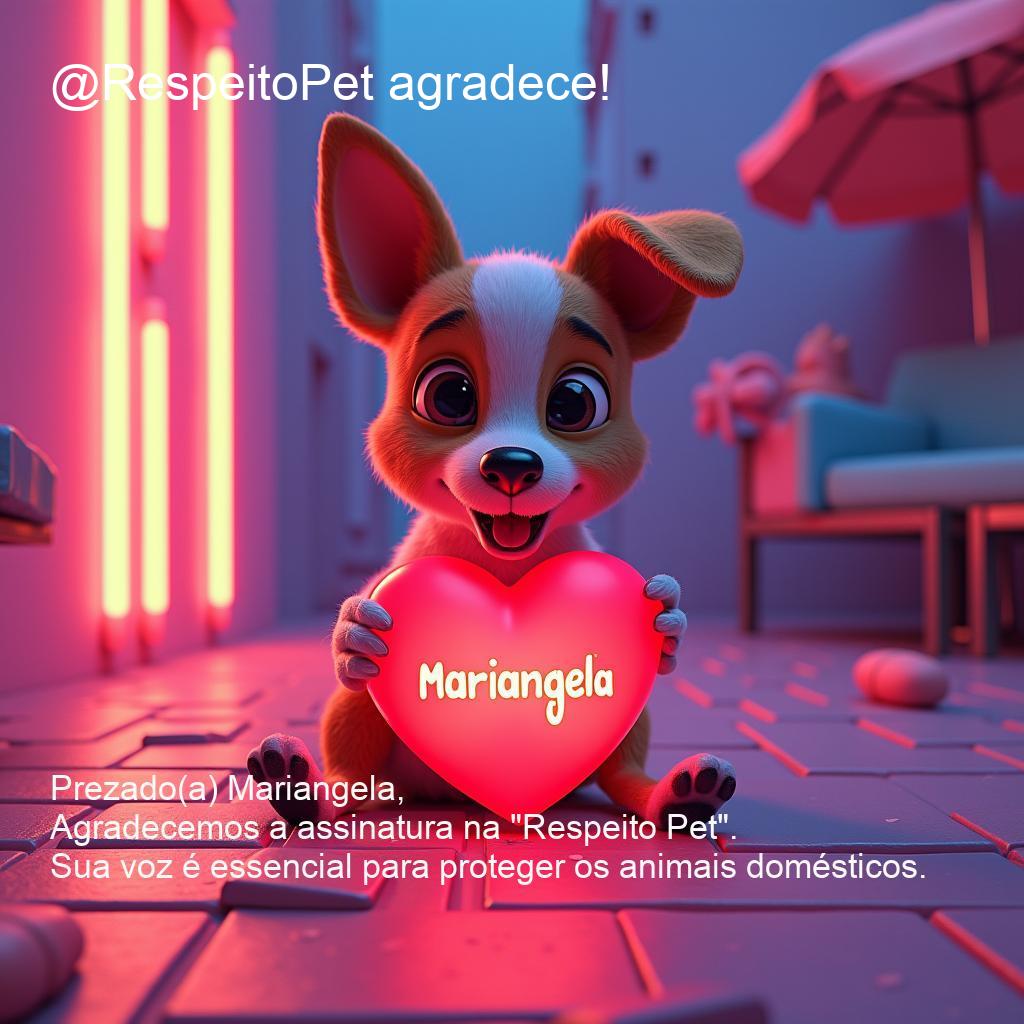 @RespeitoPet agradece!
Mariangela
Prezado(a) Mariangela,
Agradecemos a assinatura na "Respeito Pet".
Sua voz é essencial para proteger os animais domésticos.